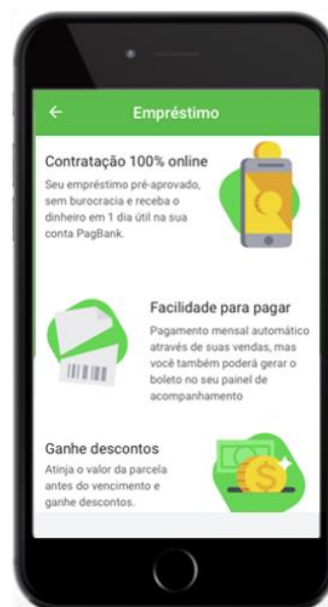 Empréstimo
Contratação 100% online
Seu empréstimo pré-aprovado,
sem burocracia e receba o
dinheiro em 1 dia útil na sua
conta PagBank.
Facilidade para pagar
Pagamento mensal automático
através de suas vendas, mas
você também poderá gerar o
boleto no seu painel de
acompanhamento
Ganhe descontos
Atinja o valor da parcela
antes do vencimento e
ganhe descontos.